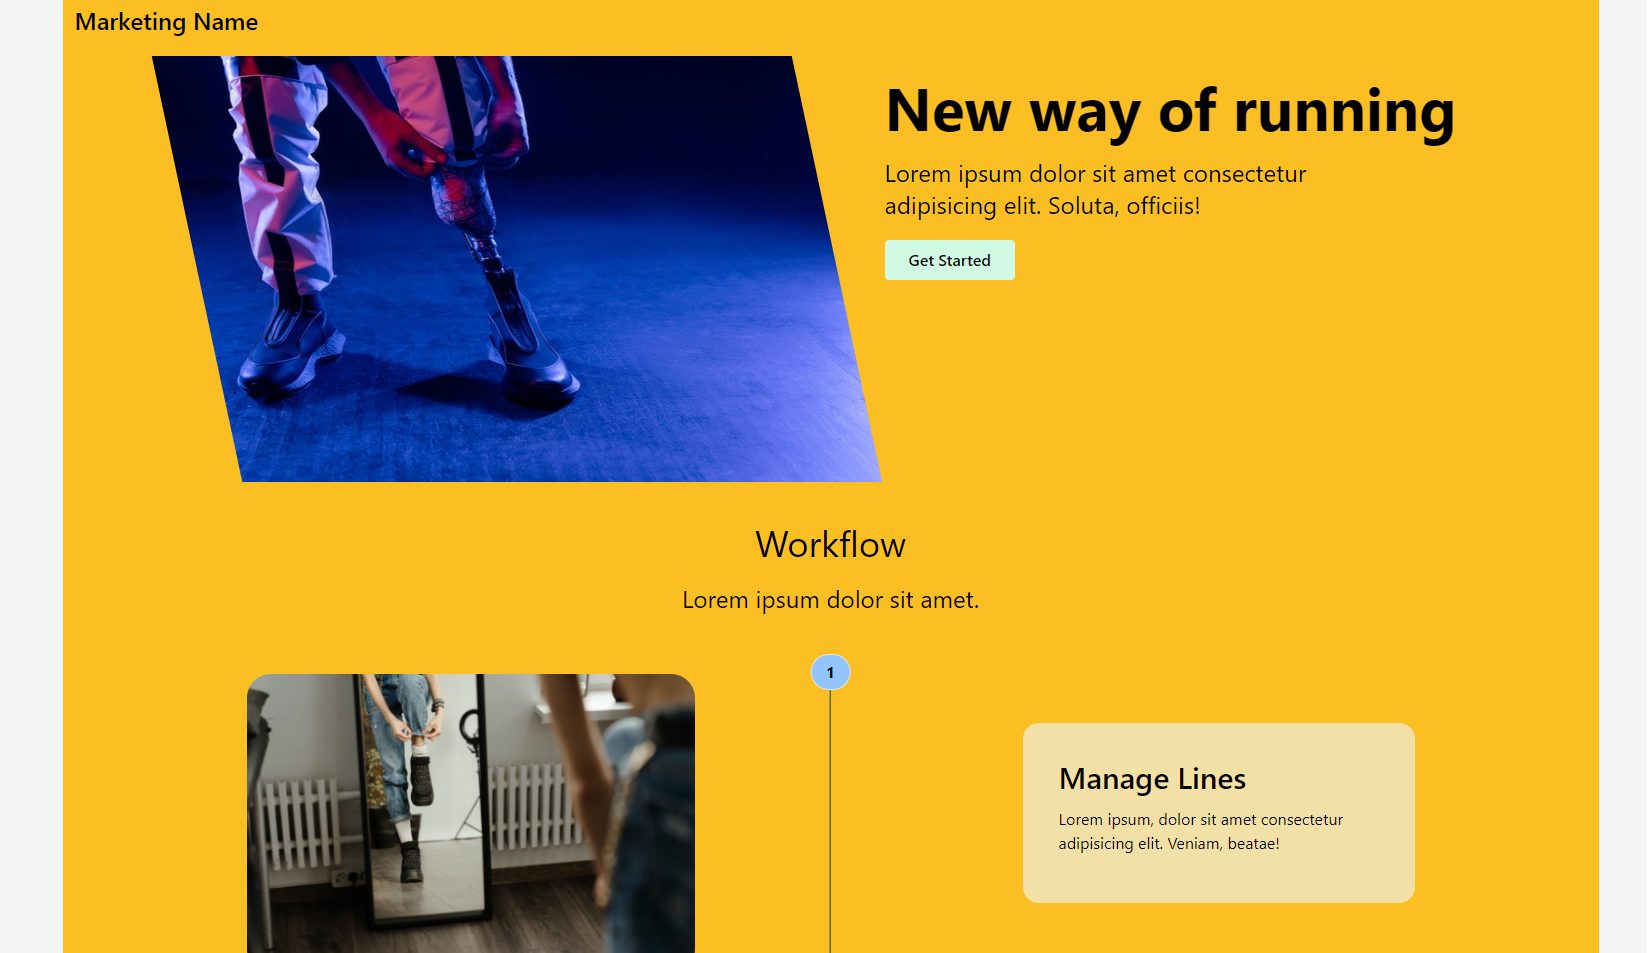 Marketing Name
New way of running
Lorem ipsum dolor sit amet consectetur
adipisicing elit. Soluta, officiis!
Get Started
Workflow
Lorem ipsum dolor sit amet.
1
Manage Lines
Lorem ipsum, dolor sit amet consectetur
adipisicing elit. Veniam, beatae!